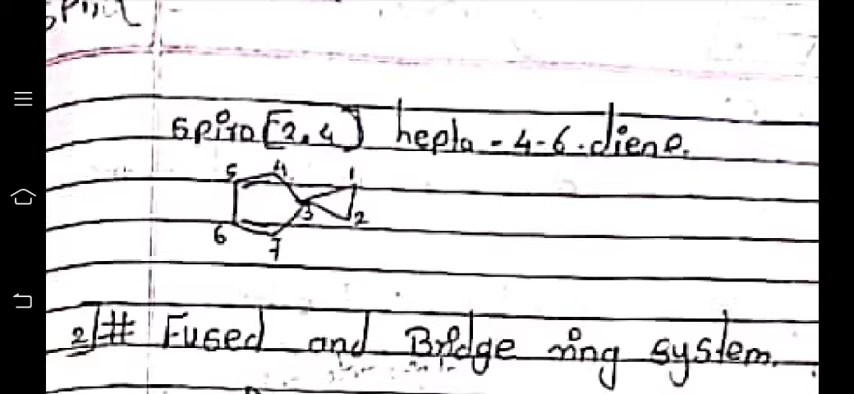 Spiro[2.4] hepta-4-6.diene.
5 4 1
3
2
6
7
2) # Fused and Bridge ring system.